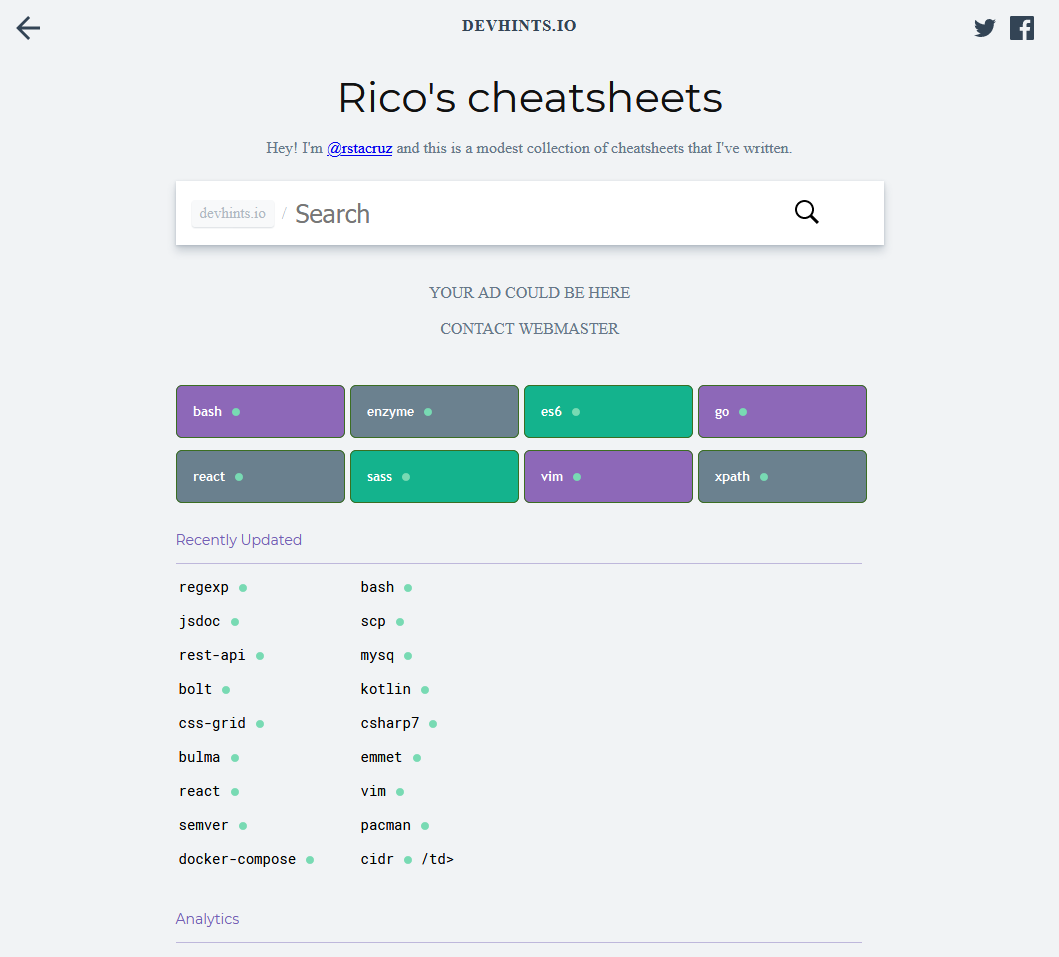 DEVHINTS.IO
Rico's cheatsheets
Hey! I'm @rstacruz and this is a modest collection of cheatsheets that I've written.
devhints.io / Search
YOUR AD COULD BE HERE
CONTACT WEBMASTER
bash enzyme es6 go
react sass vim xpath
Recently Updated
regexp bash
jsdoc scp
rest-api mysq
bolt kotlin
css-grid csharp7
bulma emmet
react vim
semver pacman
docker-compose cidr /td>
Analytics